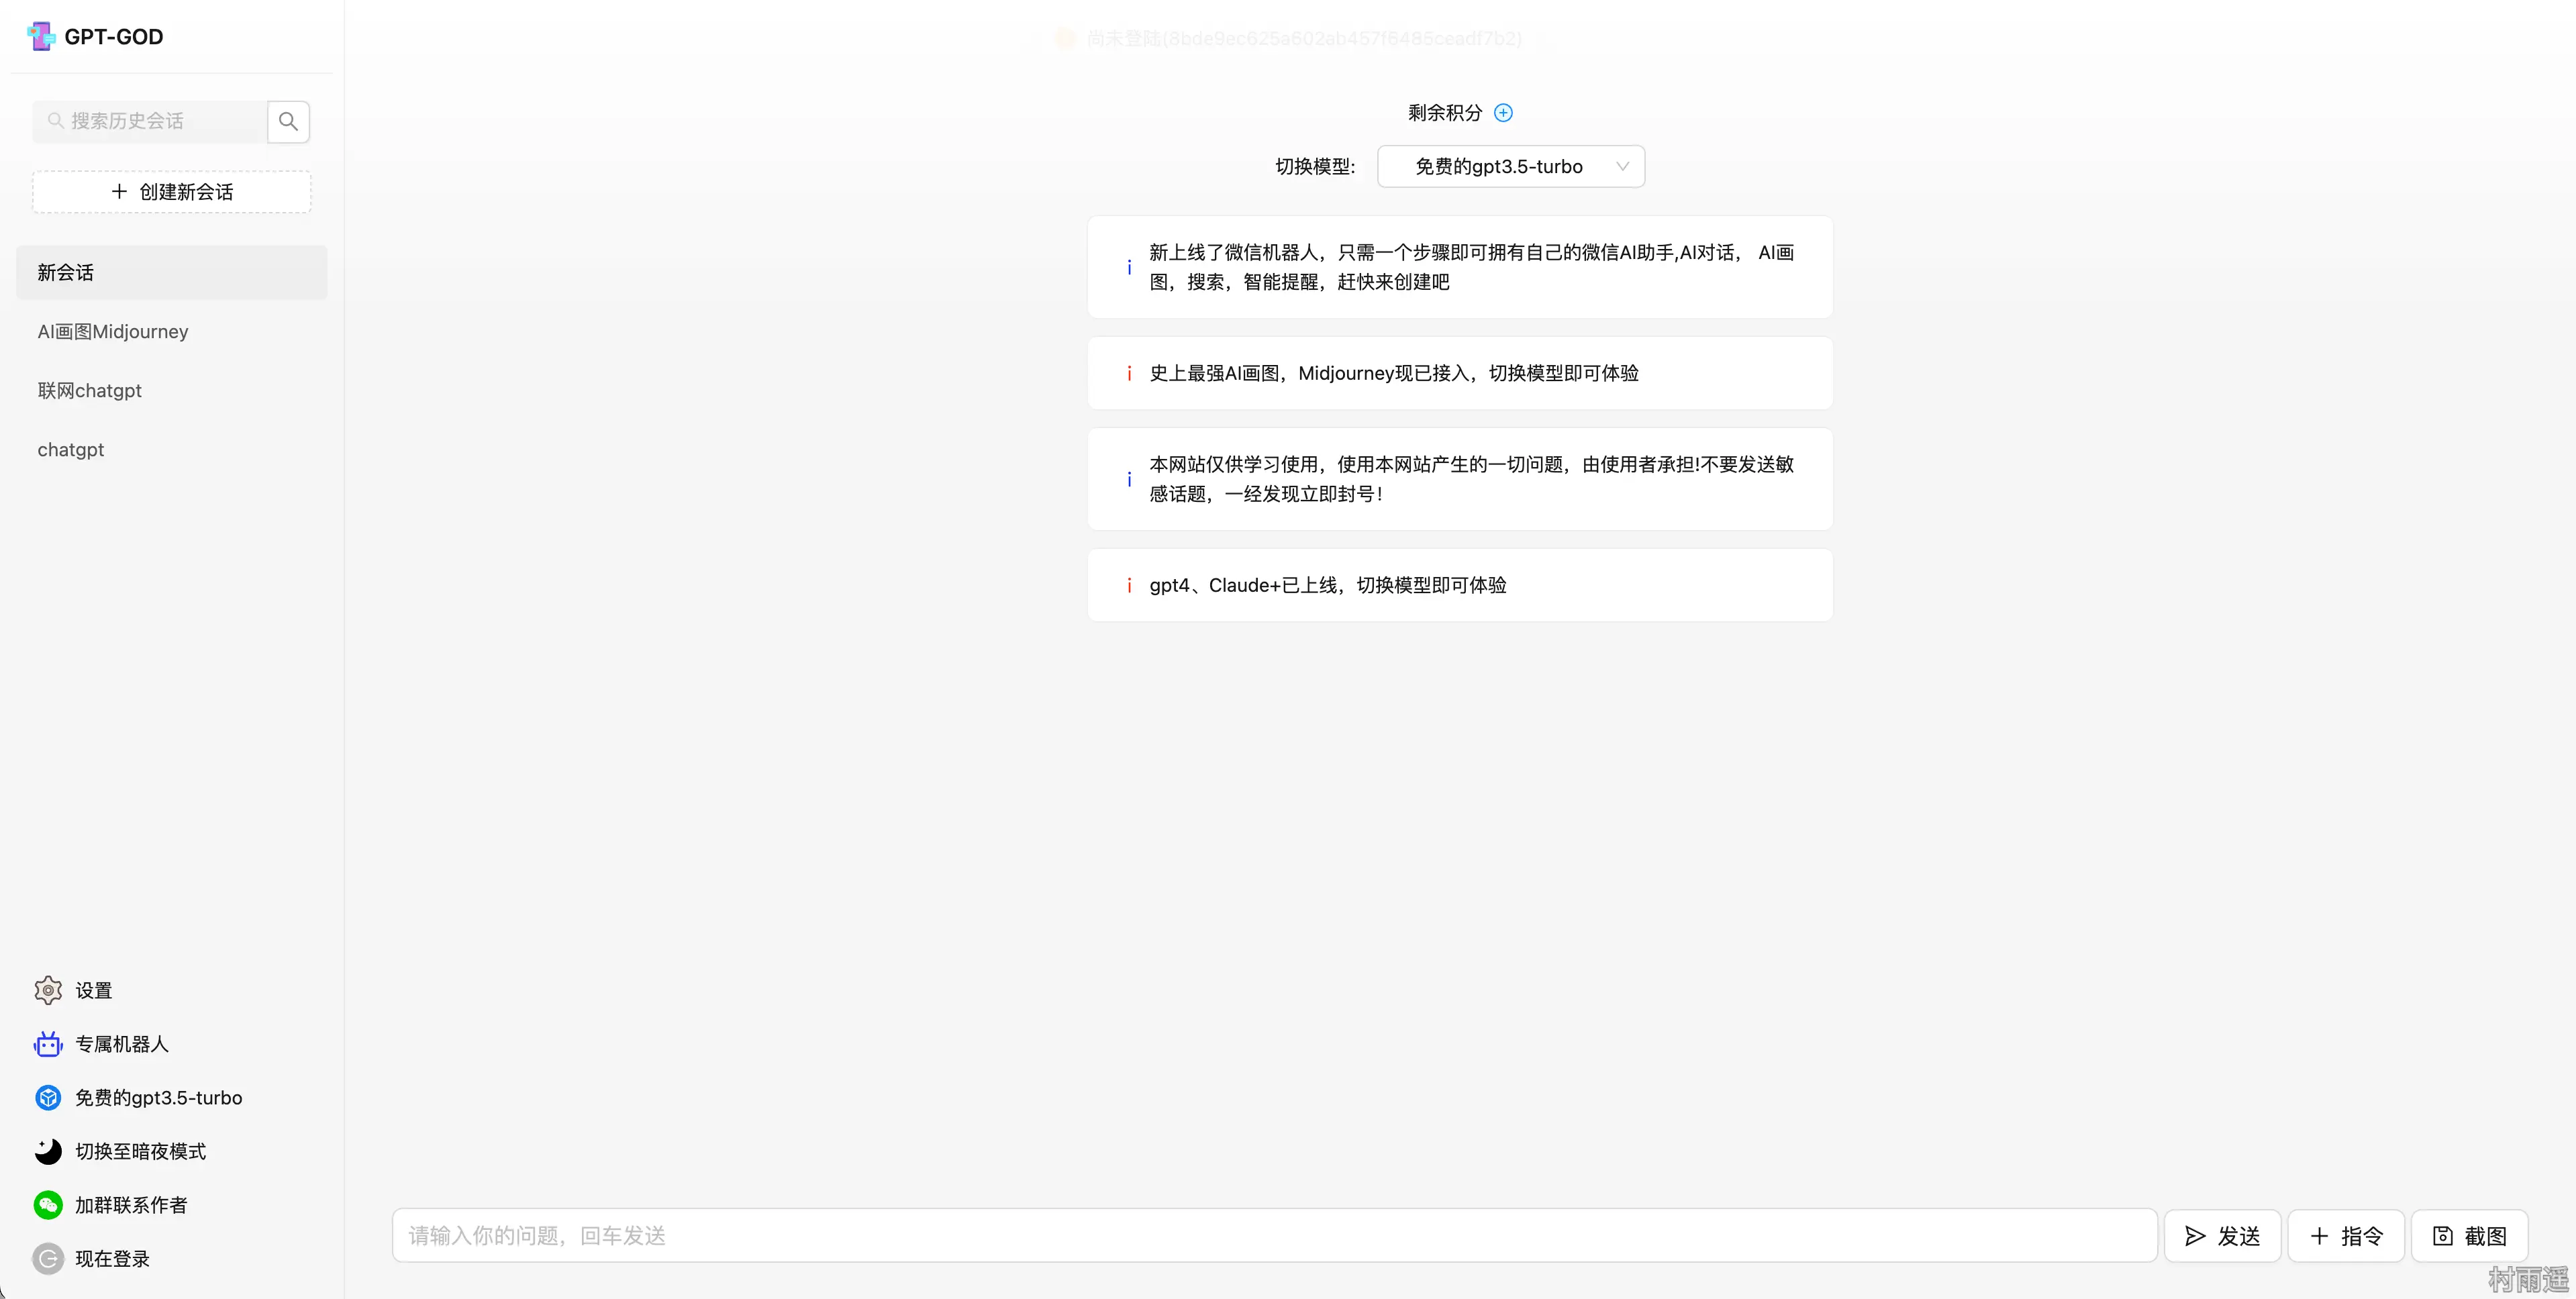 GPT-GOD
搜索历史会话
创建新会话
新会话
AI画图Midjourney
联网chatgpt
chatgpt
设置
专属机器人
免费的gpt3.5-turbo
切换至暗夜模式
加群联系作者
现在登录
尚未登陆(8bde9ec625a602ab457f6485ceadf7b2)
剩余积分
切换模型: 免费的gpt3.5-turbo
新上线了微信机器人，只需一个步骤即可拥有自己的微信AI助手,AI对话， AI画
图，搜索，智能提醒，赶快来创建吧
史上最强AI画图，Midjourney现已接入，切换模型即可体验
本网站仅供学习使用，使用本网站产生的一切问题，由使用者承担!不要发送敏
感话题，一经发现立即封号！
gpt4、Claude+已上线，切换模型即可体验
请输入你的问题，回车发送
发送
指令
截图
村雨遥